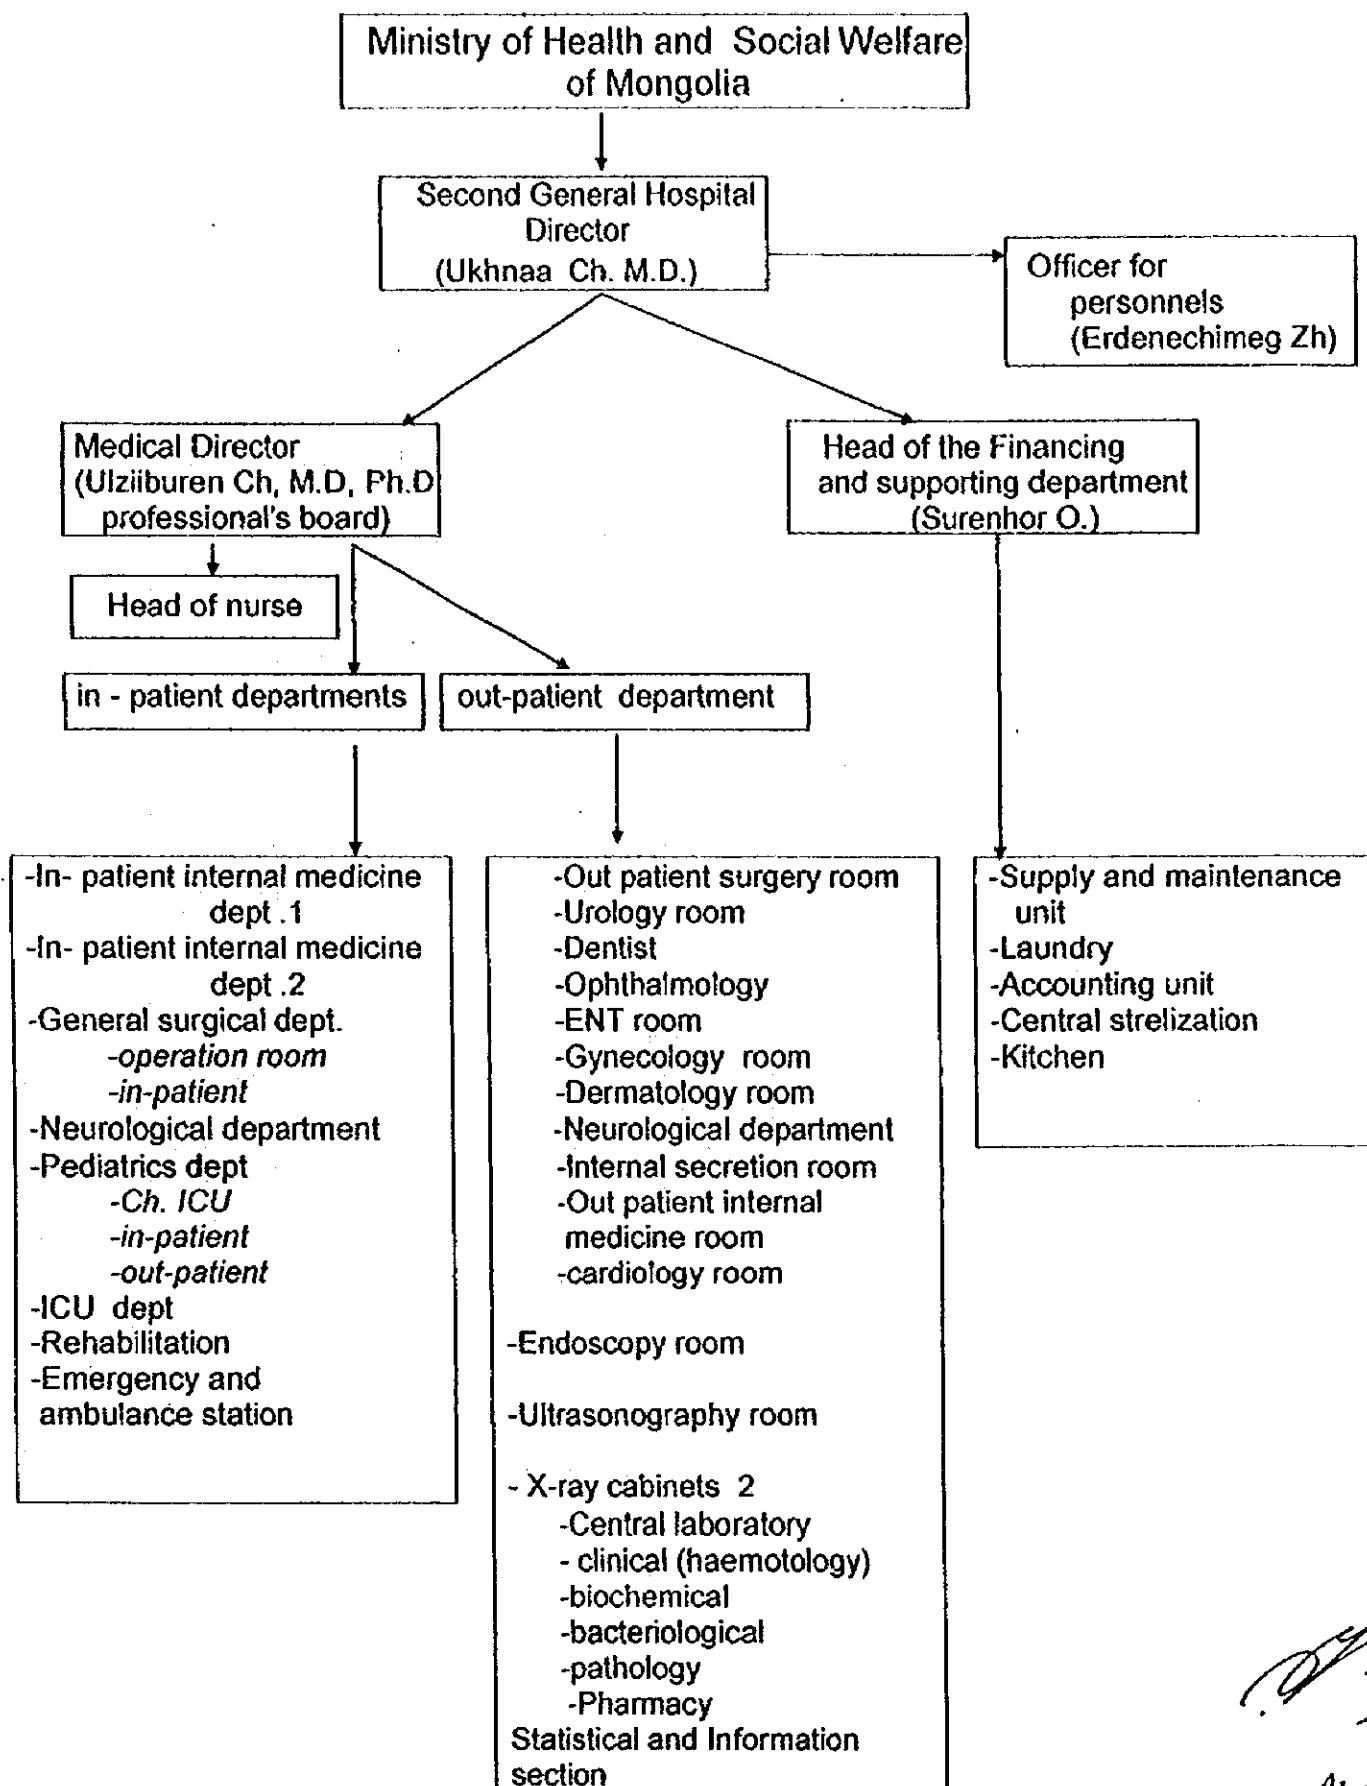 Ministry of Health and Social Welfare
of Mongolia
Second General Hospital
Director
(Ukhnaa Ch. M.D.)
Officer for
personnels
(Erdenechimeg Zh)
Medical Director
(Ulziiburen Ch, M.D, Ph.D
professional's board)
Head of the Financing
and supporting department
(Surenhor O.)
Head of nurse
in - patient departments
out-patient department
-In- patient internal medicine
dept .1
-In- patient internal medicine
dept .2
-General surgical dept.
-operation room
-in-patient
-Neurological department
-Pediatrics dept
-Ch. ICU
-in-patient
-out-patient
-ICU dept
-Rehabilitation
-Emergency and
ambulance station
-Out patient surgery room
-Urology room
-Dentist
-Ophthalmology
-ENT room
-Gynecology room
-Dermatology room
-Neurological department
-Internal secretion room
-Out patient internal
medicine room
-cardiology room
-Endoscopy room
-Ultrasonography room
- X-ray cabinets 2
-Central laboratory
- clinical (haemotology)
-biochemical
-bacteriological
-pathology
-Pharmacy
Statistical and Information
section
-Supply and maintenance
unit
-Laundry
-Accounting unit
-Central strelization
-Kitchen